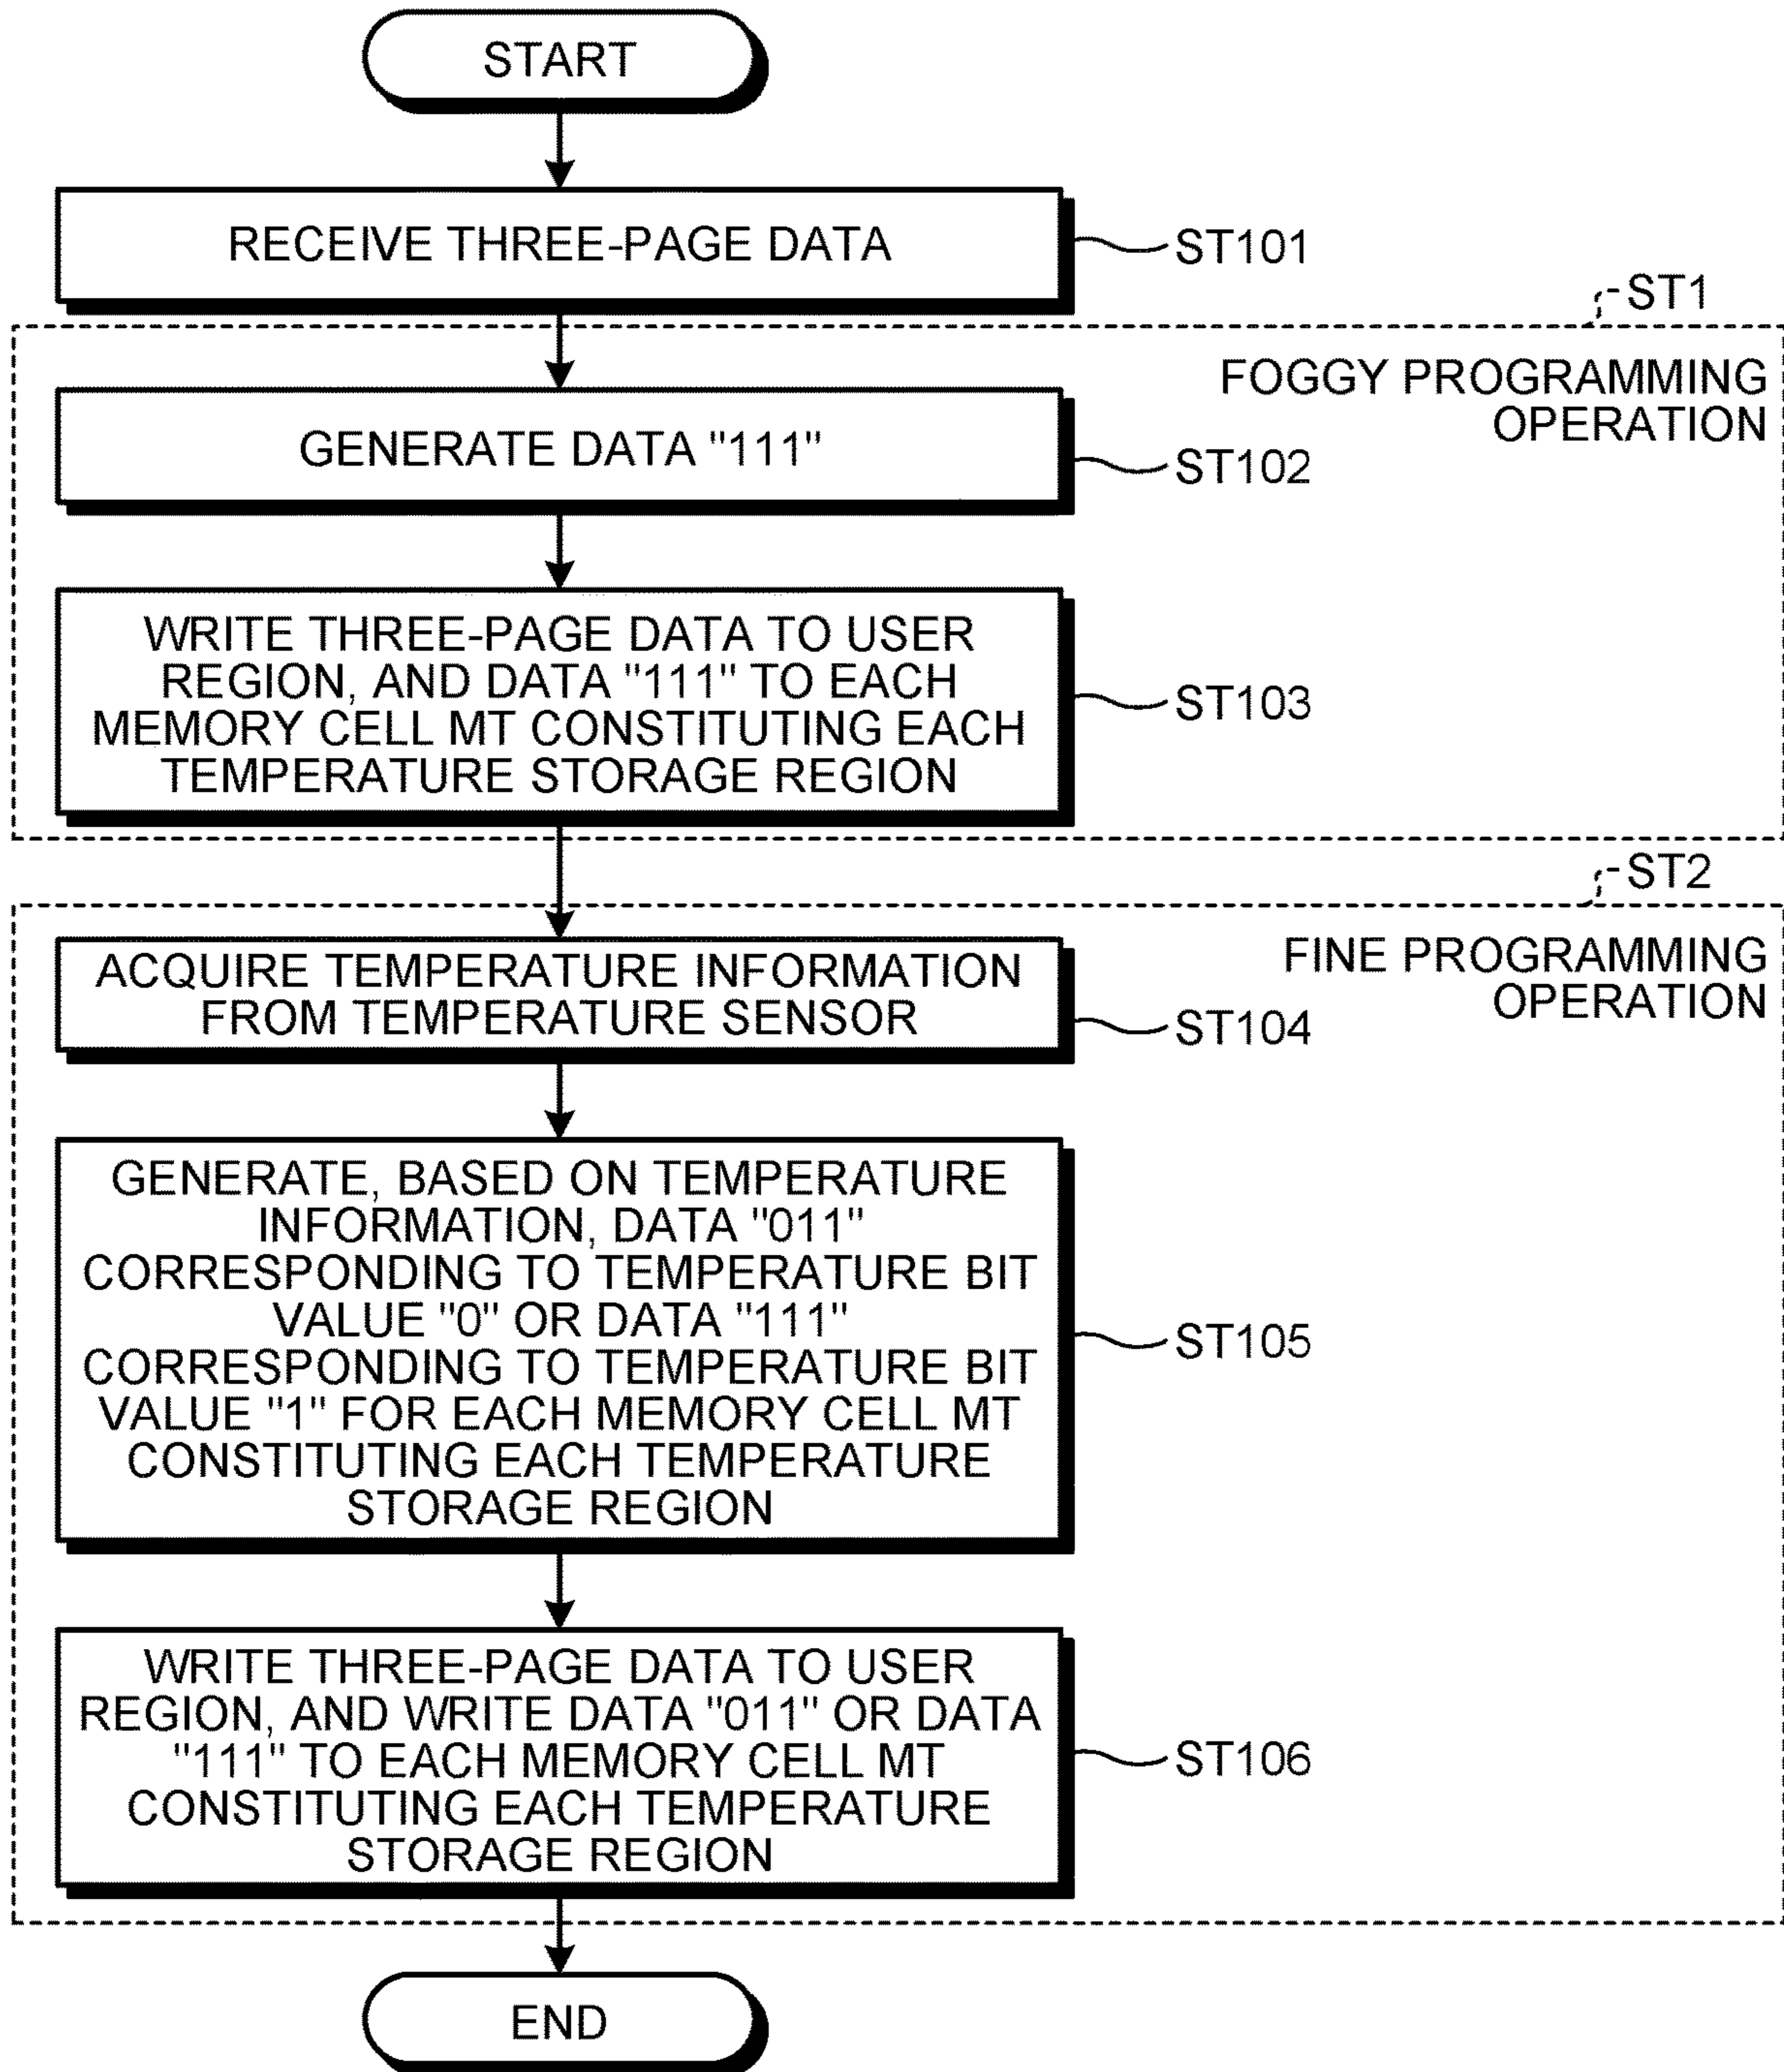 START
RECEIVE THREE-PAGE DATA
ST101
ST1
FOGGY PROGRAMMING
OPERATION
GENERATE DATA "111"
ST102
WRITE THREE-PAGE DATA TO USER
REGION, AND DATA "111" TO EACH
MEMORY CELL MT CONSTITUTING EACH
TEMPERATURE STORAGE REGION
ST103
ST2
FINE PROGRAMMING
OPERATION
ACQUIRE TEMPERATURE INFORMATION
FROM TEMPERATURE SENSOR
ST104
GENERATE, BASED ON TEMPERATURE
INFORMATION, DATA "011"
CORRESPONDING TO TEMPERATURE BIT
VALUE "0" OR DATA "111"
CORRESPONDING TO TEMPERATURE BIT
VALUE "1" FOR EACH MEMORY CELL MT
CONSTITUTING EACH TEMPERATURE
STORAGE REGION
ST105
WRITE THREE-PAGE DATA TO USER
REGION, AND WRITE DATA "011" OR DATA
"111" TO EACH MEMORY CELL MT
CONSTITUTING EACH TEMPERATURE
STORAGE REGION
ST106
END